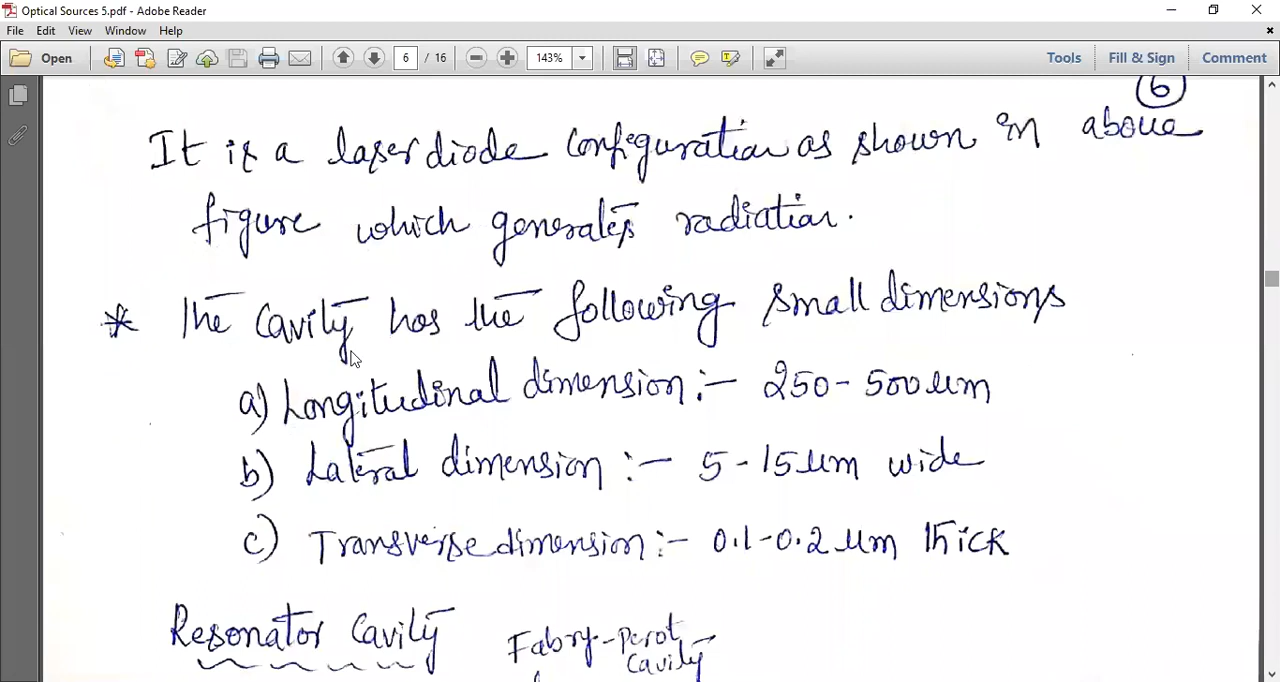 Optical Sources 5.pdf - Adobe Reader
File Edit View Window Help
Open 6 / 16 143% Tools Fill & Sign Comment
6
It is a laser diode configuration as shown in above
figure which generates radiation.
* The cavity has the following small dimensions
a) Longitudinal dimension :- 250 - 500 um
b) Lateral dimension :- 5 - 15 um wide
c) Transverse dimension :- 0.1 - 0.2 um thick
Resonator Cavity Fabry-Perot
cavity